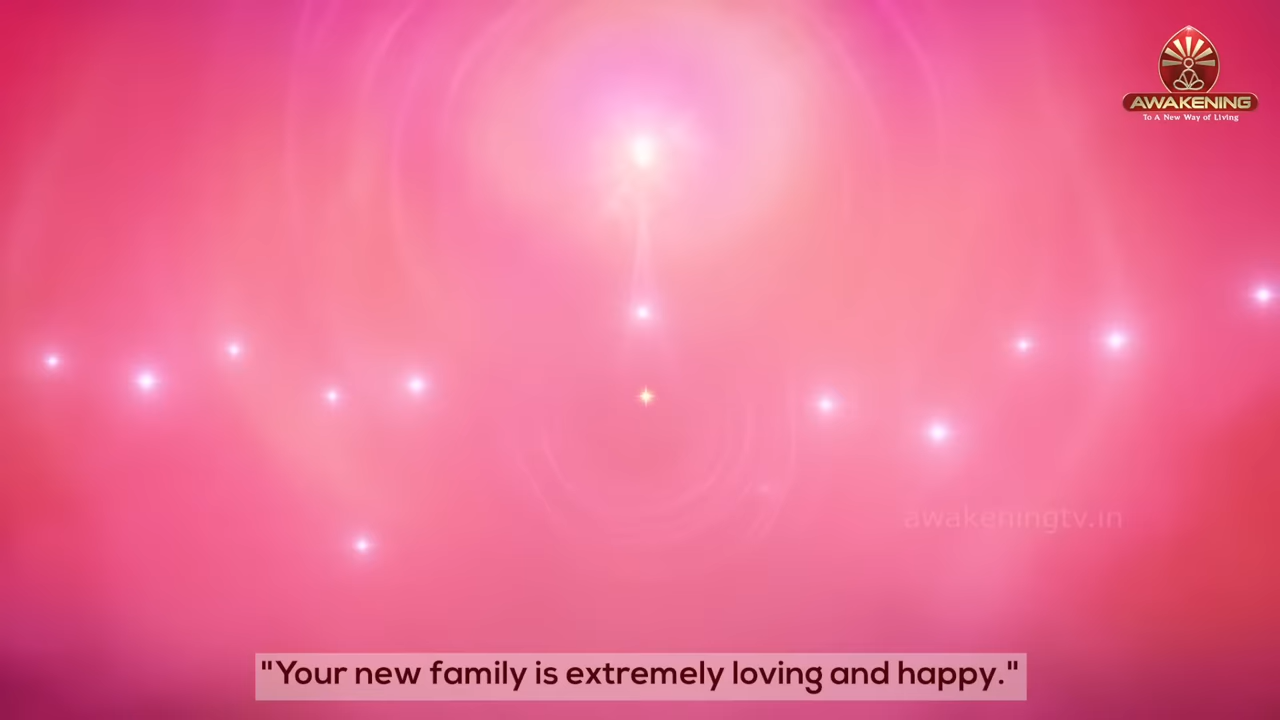 AWAKENING
To A New Way of Living
awakeningtv.in
"Your new family is extremely loving and happy."